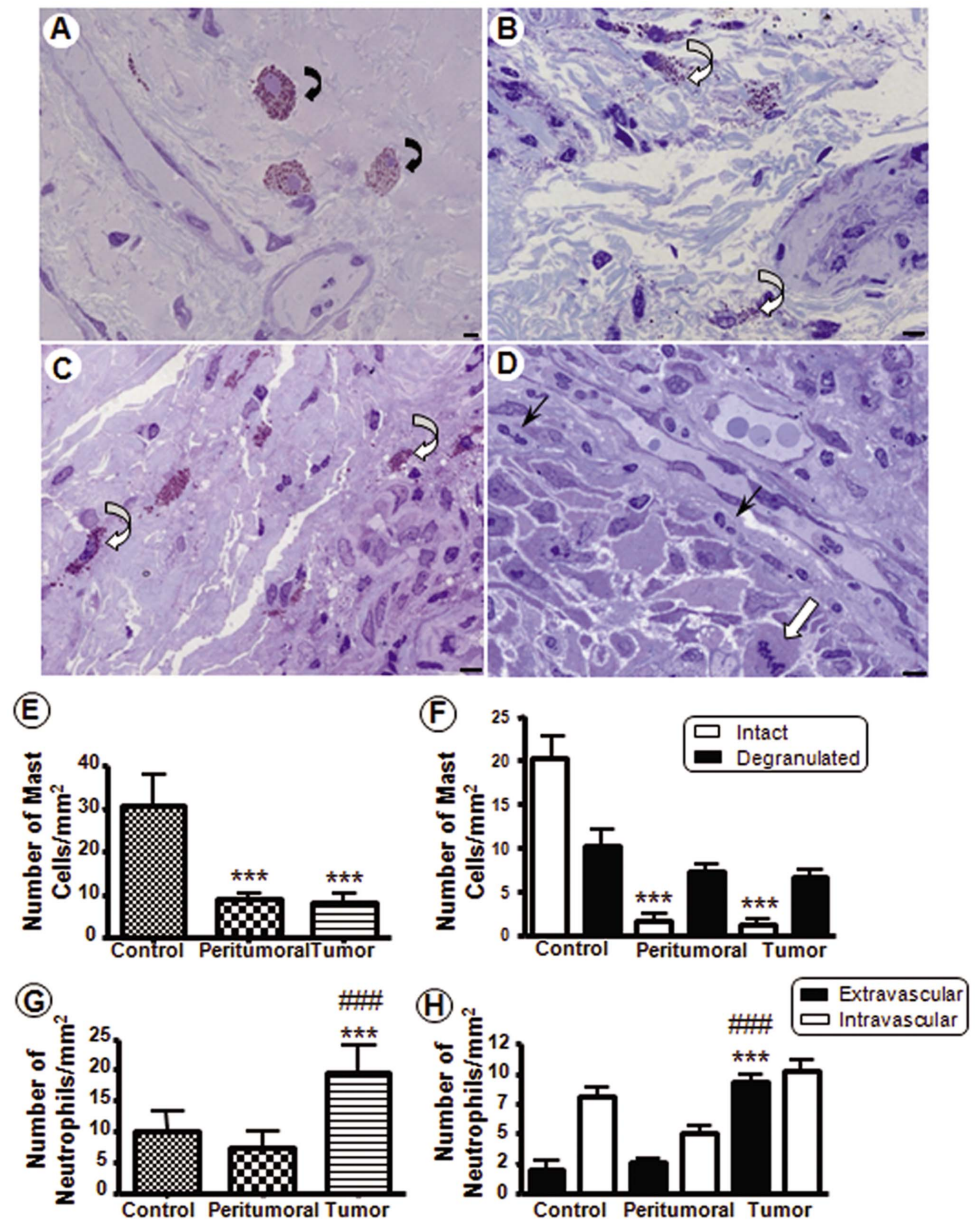 A
B
C
D
E
Number of Mast Cells/mm2
40
30
20
10
0
***
***
Control
Peritumoral
Tumor
F
Number of Mast Cells/mm2
25
20
15
10
5
0
Intact
Degranulated
***
***
Control
Peritumoral
Tumor
G
Number of Neutrophils/mm2
25
20
15
10
5
0
###
***
Control
Peritumoral
Tumor
H
Number of Neutrophils/mm2
12
10
7
5
2
0
Extravascular
Intravascular
###
***
Control
Peritumoral
Tumor